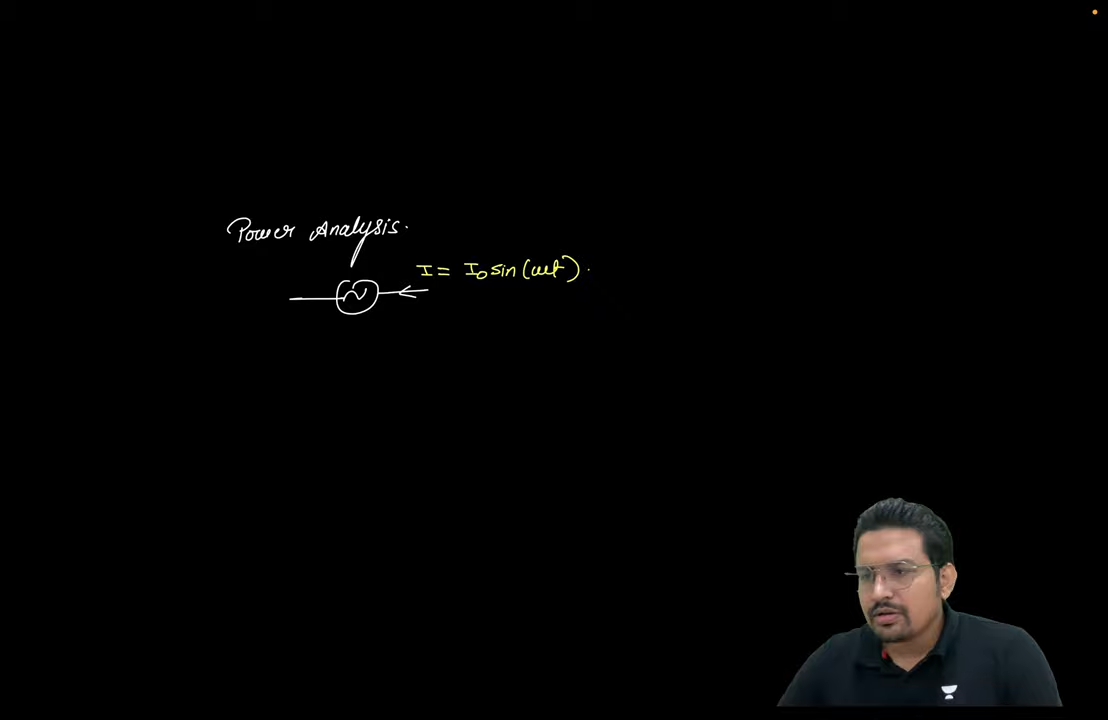 Power Analysis.
I = I₀ sin(ωt).